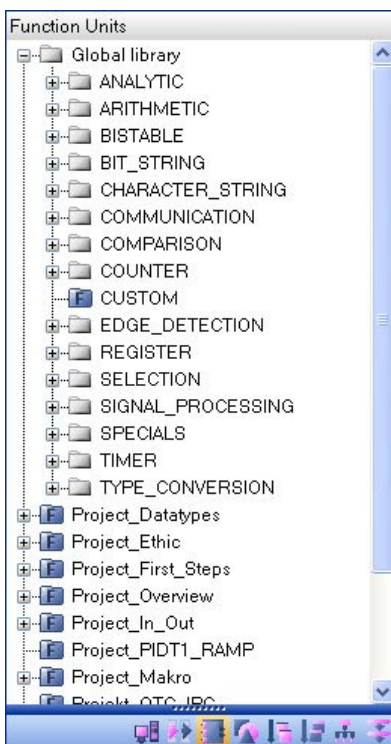 Function Units
Global library
ANALYTIC
ARITHMETIC
BISTABLE
BIT_STRING
CHARACTER_STRING
COMMUNICATION
COMPARISON
COUNTER
F CUSTOM
EDGE_DETECTION
REGISTER
SELECTION
SIGNAL_PROCESSING
SPECIALS
TIMER
TYPE_CONVERSION
F Project_Datatypes
F Project_Ethic
F Project_First_Steps
F Project_Overview
F Project_In_Out
F Project_PIDT1_RAMP
F Project_Makro
F Projekt_OTC_IPC